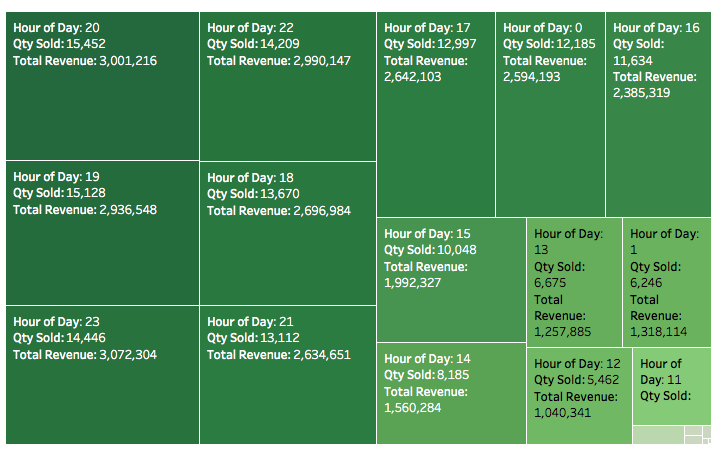 Hour of Day: 20
Qty Sold: 15,452
Total Revenue: 3,001,216
Hour of Day: 19
Qty Sold: 15,128
Total Revenue: 2,936,548
Hour of Day: 23
Qty Sold: 14,446
Total Revenue: 3,072,304
Hour of Day: 22
Qty Sold: 14,209
Total Revenue: 2,990,147
Hour of Day: 18
Qty Sold: 13,670
Total Revenue: 2,696,984
Hour of Day: 21
Qty Sold: 13,112
Total Revenue: 2,634,651
Hour of Day: 17
Qty Sold: 12,997
Total Revenue:
2,642,103
Hour of Day: 0
Qty Sold: 12,185
Total Revenue:
2,594,193
Hour of Day: 16
Qty Sold:
11,634
Total Revenue:
2,385,319
Hour of Day: 15
Qty Sold: 10,048
Total Revenue:
1,992,327
Hour of Day: 14
Qty Sold: 8,185
Total Revenue:
1,560,284
Hour of Day:
13
Qty Sold:
6,675
Total
Revenue:
1,257,885
Hour of Day:
1
Qty Sold:
6,246
Total
Revenue:
1,318,114
Hour of Day: 12
Qty Sold: 5,462
Total Revenue:
1,040,341
Hour of
Day: 11
Qty Sold: